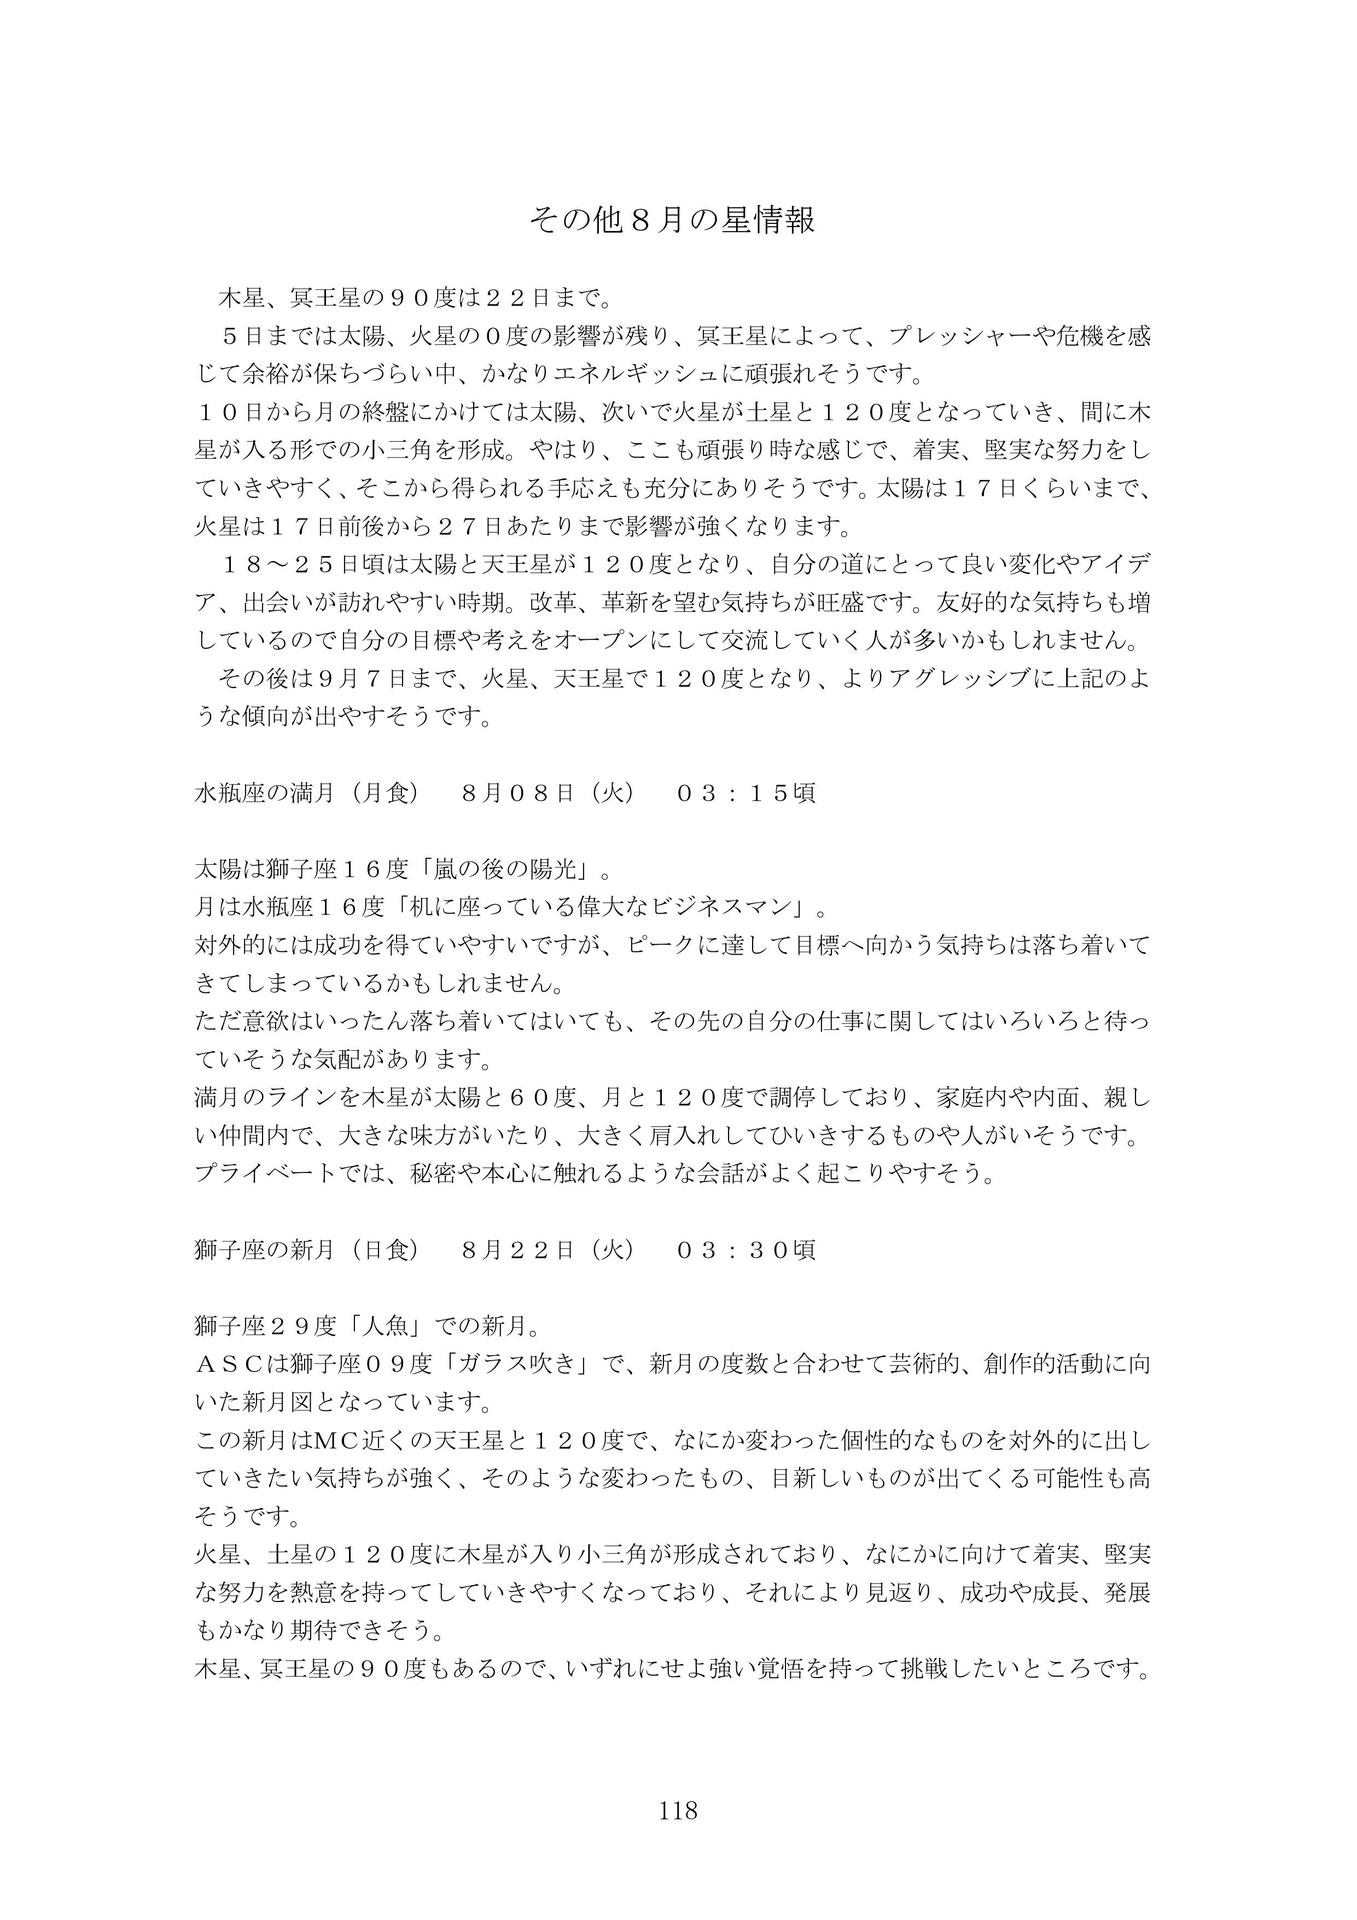 その他８月の星情報
　木星、冥王星の９０度は２２日まで。
　５日までは太陽、火星の０度の影響が残り、冥王星によって、プレッシャーや危機を感
じて余裕が保ちづらい中、かなりエネルギッシュに頑張れそうです。
１０日から月の終盤にかけては太陽、次いで火星が土星と１２０度となっていき、間に木
星が入る形での小三角を形成。やはり、ここも頑張り時な感じで、着実、堅実な努力をし
ていきやすく、そこから得られる手応えも充分にありそうです。太陽は１７日くらいまで、
火星は１７日前後から２７日あたりまで影響が強くなります。
　１８～２５日頃は太陽と天王星が１２０度となり、自分の道にとって良い変化やアイデ
ア、出会いが訪れやすい時期。改革、革新を望む気持ちが旺盛です。友好的な気持ちも増
しているので自分の目標や考えをオープンにして交流していく人が多いかもしれません。
　その後は９月７日まで、火星、天王星で１２０度となり、よりアグレッシブに上記のよ
うな傾向が出やすそうです。
水瓶座の満月（月食）　８月０８日（火）　０３：１５頃
太陽は獅子座１６度「嵐の後の陽光」。
月は水瓶座１６度「机に座っている偉大なビジネスマン」。
対外的には成功を得ていやすいですが、ピークに達して目標へ向かう気持ちは落ち着いて
きてしまっているかもしれません。
ただ意欲はいったん落ち着いてはいても、その先の自分の仕事に関してはいろいろと待っ
ていそうな気配があります。
満月のラインを木星が太陽と６０度、月と１２０度で調停しており、家庭内や内面、親し
い仲間内で、大きな味方がいたり、大きく肩入れしてひいきするものや人がいそうです。
プライベートでは、秘密や本心に触れるような会話がよく起こりやすそう。
獅子座の新月（日食）　８月２２日（火）　０３：３０頃
獅子座２９度「人魚」での新月。
ＡＳＣは獅子座０９度「ガラス吹き」で、新月の度数と合わせて芸術的、創作的活動に向
いた新月図となっています。
この新月はMC近くの天王星と１２０度で、なにか変わった個性的なものを対外的に出し
ていきたい気持ちが強く、そのような変わったもの、目新しいものが出てくる可能性も高
そうです。
火星、土星の１２０度に木星が入り小三角が形成されており、なにかに向けて着実、堅実
な努力を熱意を持ってしていきやすくなっており、それにより見返り、成功や成長、発展
もかなり期待できそう。
木星、冥王星の９０度もあるので、いずれにせよ強い覚悟を持って挑戦したいところです。
118